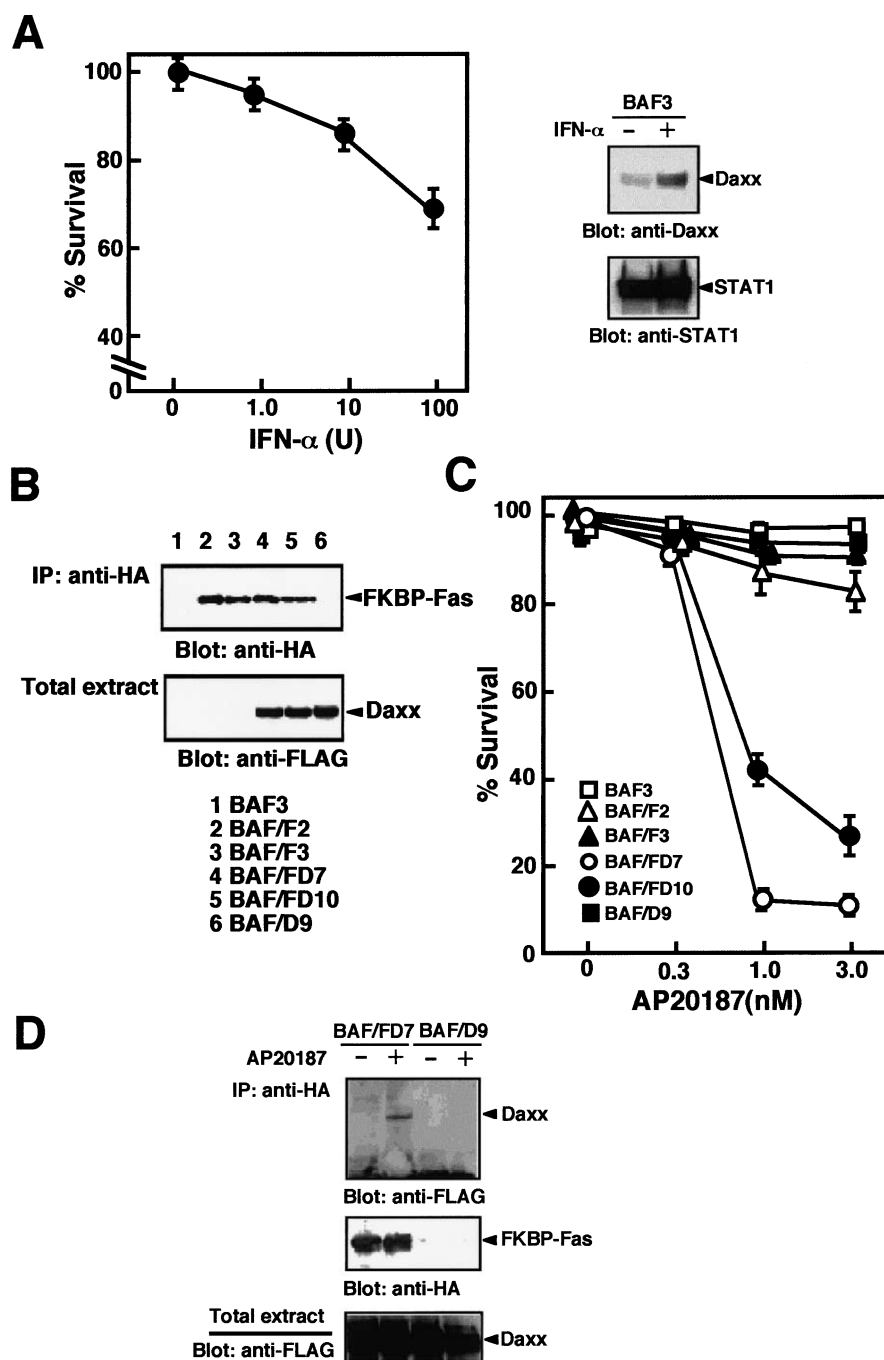 A
100
80
60
40
0
% Survival
0 1.0 10 100
IFN-α (U)
BAF3
IFN-α − +
Daxx
Blot: anti-Daxx
STAT1
Blot: anti-STAT1
B
1 2 3 4 5 6
IP: anti-HA
FKBP-Fas
Blot: anti-HA
Total extract
Daxx
Blot: anti-FLAG
1 BAF3
2 BAF/F2
3 BAF/F3
4 BAF/FD7
5 BAF/FD10
6 BAF/D9
C
100
80
60
40
20
0
% Survival
BAF3
BAF/F2
BAF/F3
BAF/FD7
BAF/FD10
BAF/D9
0 0.3 1.0 3.0
AP20187(nM)
D
BAF/FD7 BAF/D9
AP20187 − + − +
IP: anti-HA
Daxx
Blot: anti-FLAG
FKBP-Fas
Blot: anti-HA
Total extract
Blot: anti-FLAG
Daxx